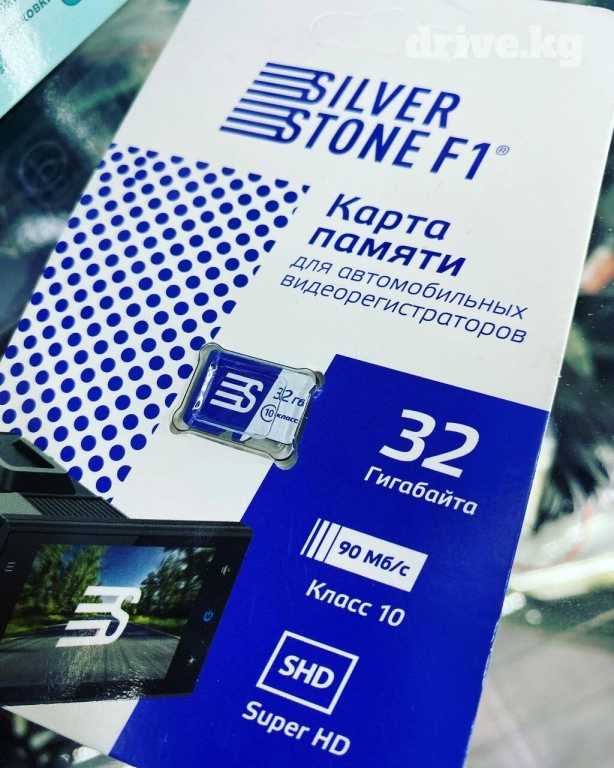 drive.kg
SILVER
STONE F1®
Карта
памяти
для автомобильных
видеорегистраторов
32 Гб
10 класс
32
Гигабайта
90 Мб/с
Класс 10
SHD
Super HD